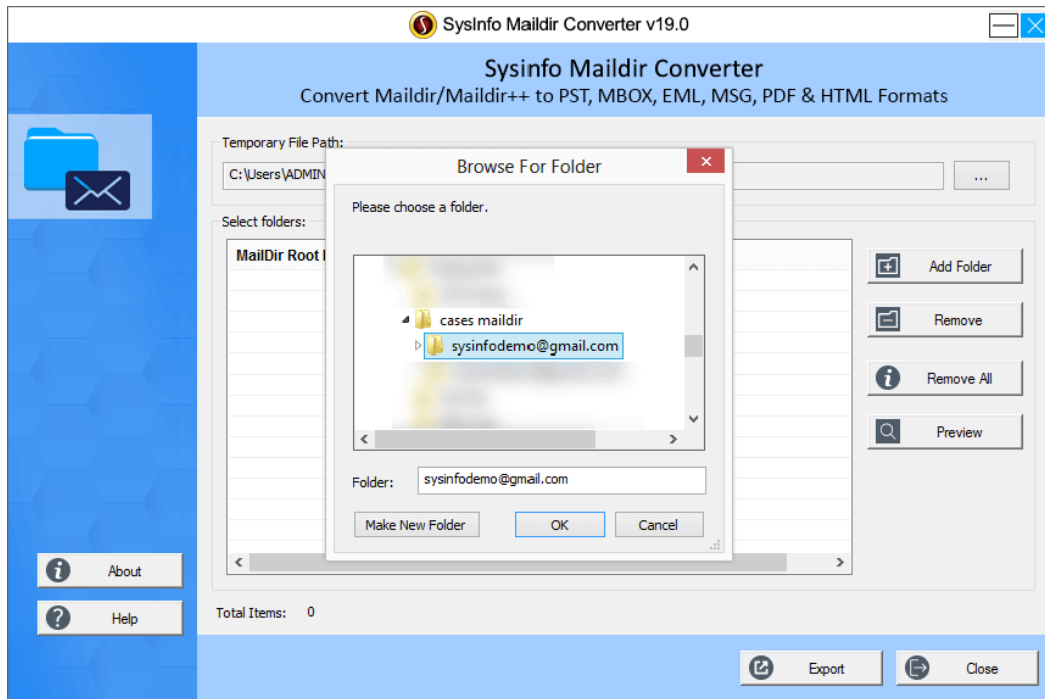 SysInfo Maildir Converter v19.0
Sysinfo Maildir Converter
Convert Maildir/Maildir++ to PST, MBOX, EML, MSG, PDF & HTML Formats
Temporary File Path:
C:\Users\ADMIN
...
Browse For Folder
Please choose a folder.
Select folders:
MailDir Root
cases maildir
sysinfodemo@gmail.com
Folder:
sysinfodemo@gmail.com
Make New Folder
OK
Cancel
Add Folder
Remove
Remove All
Preview
About
Help
Total Items: 0
Export
Close